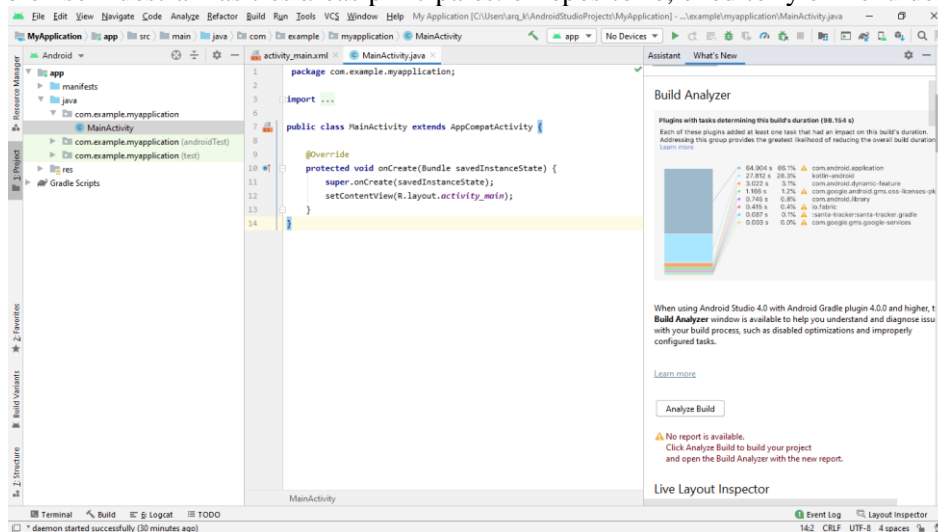 File Edit View Navigate Code Analyze Refactor Build Run Tools VCS Window Help My Application [C:\Users\arq_k\AndroidStudioProjects\MyApplication] - ...\example\myapplication\MainActivity.java
MyApplication app src main java com example myapplication MainActivity app No Devices
Android
activity_main.xml MainActivity.java
Assistant What's New
app
manifests
java
com.example.myapplication
MainActivity
com.example.myapplication (androidTest)
com.example.myapplication (test)
res
Gradle Scripts
Resource Manager
1: Project
2: Favorites
Build Variants
7: Structure
1 package com.example.myapplication;
2
3 import ...
6
7 public class MainActivity extends AppCompatActivity {
8
9 @Override
10 protected void onCreate(Bundle savedInstanceState) {
11 super.onCreate(savedInstanceState);
12 setContentView(R.layout.activity_main);
13 }
14 }
MainActivity
Build Analyzer
Plugins with tasks determining this build's duration (98.154 s)
Each of these plugins added at least one task that had an impact on this build's duration.
Addressing this group provides the greatest likelihood of reducing the overall build duration
Learn more
64.904 s 66.1% com.android.application
27.812 s 28.3% kotlin-android
3.022 s 3.1% com.android.dynamic-feature
1.166 s 1.2% com.google.android.gms.oss-licenses-pl
0.745 s 0.8% com.android.library
0.415 s 0.4% io.fabric
0.087 s 0.1% :santa-tracker:santa-tracker.gradle
0.003 s 0.0% com.google.gms.google-services
When using Android Studio 4.0 with Android Gradle plugin 4.0.0 and higher, t
Build Analyzer window is available to help you understand and diagnose issu
with your build process, such as disabled optimizations and improperly
configured tasks.
Learn more
Analyze Build
No report is available.
Click Analyze Build to build your project
and open the Build Analyzer with the new report.
Live Layout Inspector
Terminal Build 6: Logcat TODO Event Log Layout Inspector
* daemon started successfully (30 minutes ago) 14:2 CRLF UTF-8 4 spaces